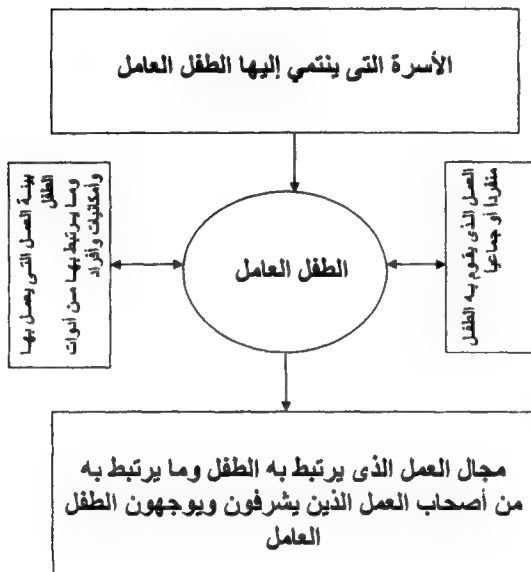 الأسرة التى ينتمي إليها الطفل العامل
العمل الذى يقوم به الطفل
منفرداً أو جماعياً
الطفل العامل
بيئة العمل التى يعمل بها
الطفل
وما يرتبط بها من أدوات
وأمكانيات وأفراد
مجال العمل الذى يرتبط به الطفل وما يرتبط به
من أصحاب العمل الذين يشرفون ويوجهون الطفل
العامل